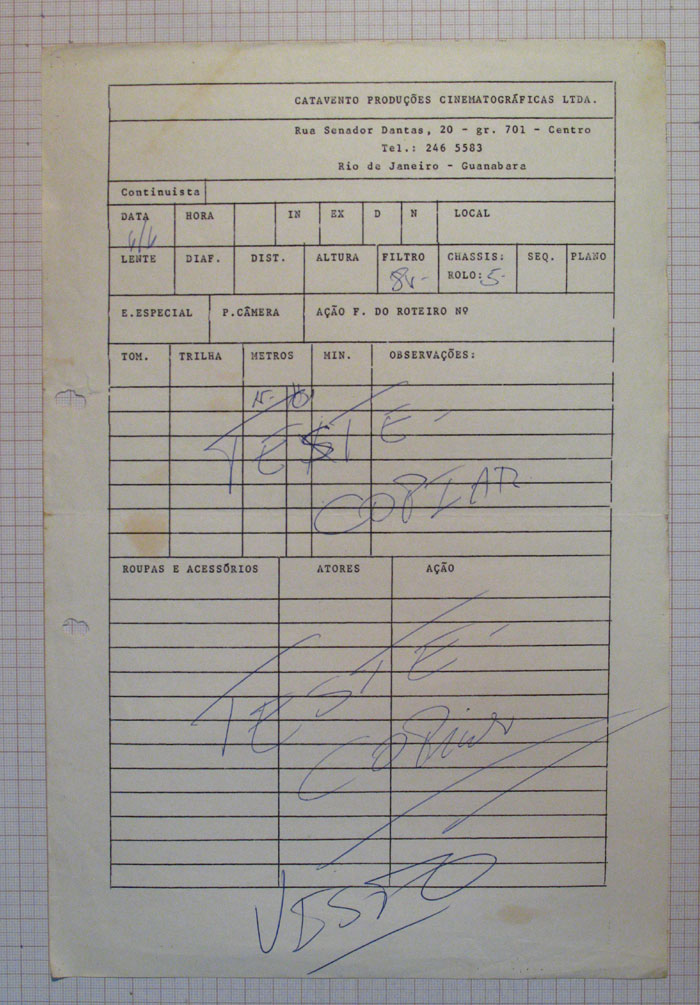 CATAVENTO PRODUÇÕES CINEMATOGRÁFICAS LTDA.
Rua Senador Dantas, 20 - gr. 701 - Centro
Tel.: 246 5583
Rio de Janeiro - Guanabara
Continuista
DATA HORA IN EX D N LOCAL
LENTE DIAF. DIST. ALTURA FILTRO CHASSIS: SEQ. PLANO
ROLO: 5-
E.ESPECIAL P.CÂMERA AÇÃO F. DO ROTEIRO Nº
TOM. TRILHA METROS MIN. OBSERVAÇÕES:
TESTE-
COPIAR
ROUPAS E ACESSÓRIOS ATORES AÇÃO
TESTE-
COPIAR